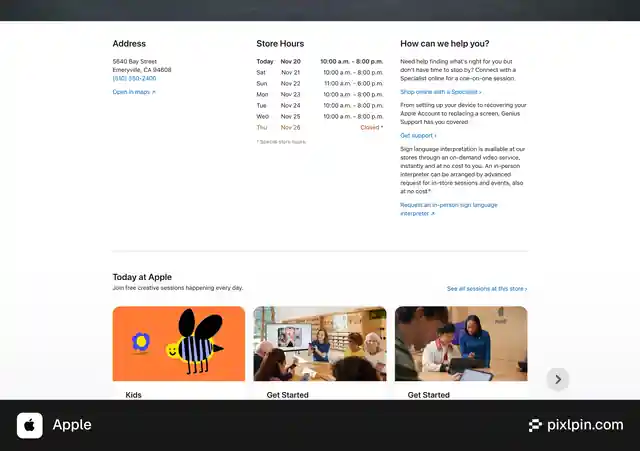 Address
5640 Bay Street
Emeryville, CA 94608
Open in maps ↗
Store Hours
Today Nov 20 10:00 a.m. - 8:00 p.m.
Sat Nov 21 10:00 a.m. - 8:00 p.m.
Sun Nov 22 11:00 a.m. - 6:00 p.m.
Mon Nov 23 10:00 a.m. - 8:00 p.m.
Tue Nov 24 10:00 a.m. - 8:00 p.m.
Wed Nov 25 10:00 a.m. - 8:00 p.m.
Thu Nov 26 Closed *
* Special store hours
How can we help you?
Need help finding what's right for you but
don't have time to stop by? Connect with a
Specialist online for a one-on-one session.
Shop online with a Specialist ›
From setting up your device to recovering your
Apple Account to replacing a screen, Genius
Support has you covered
Get support ›
Sign language interpretation is available at our
stores through an on-demand video service,
instantly and at no cost to you. An in-person
interpreter can be arranged by advanced
request for in-store sessions and events, also
at no cost*
Request an in-person sign language
interpreter ↗
Today at Apple
Join free creative sessions happening every day.
See all sessions at this store ›
Kids
Get Started
Get Started
Apple
pixlpin.com